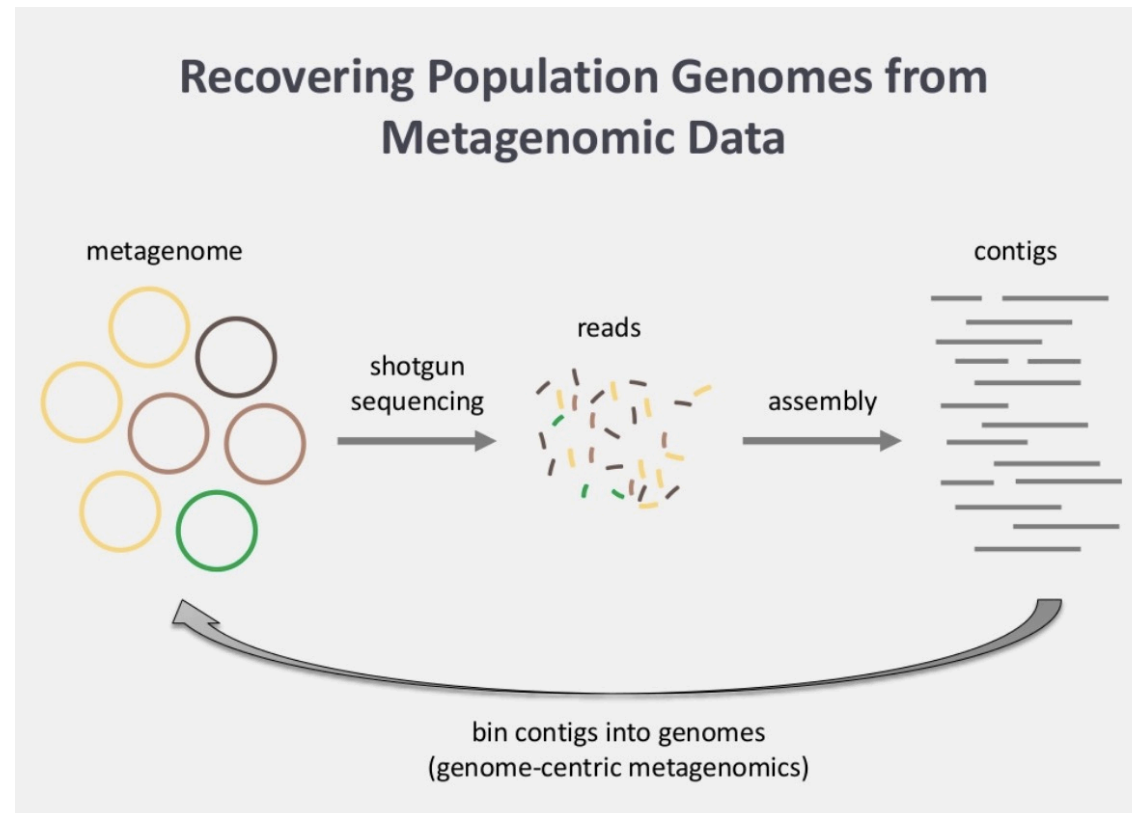 Recovering Population Genomes from
Metagenomic Data
metagenome
shotgun
sequencing
reads
assembly
contigs
bin contigs into genomes
(genome-centric metagenomics)